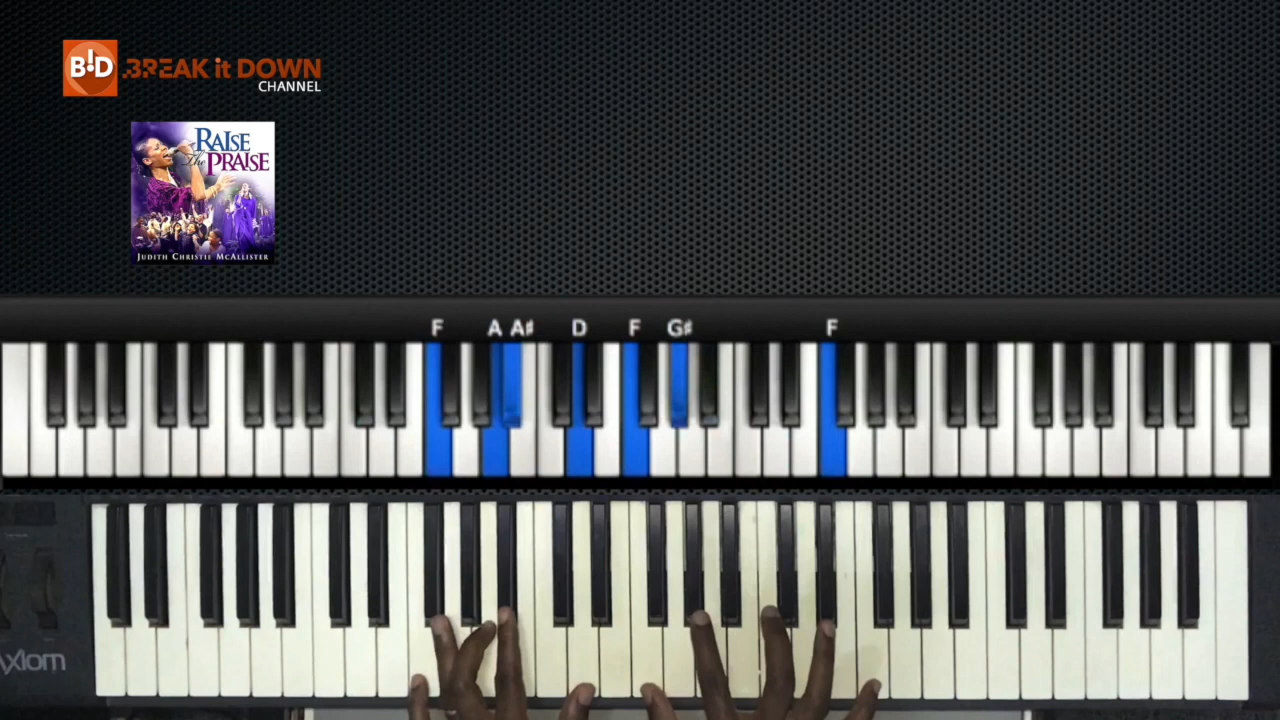 B!D BREAK it DOWN
CHANNEL
RAISE
The PRAISE
JUDITH CHRISTIE MCALLISTER
F A A♯ D F G♯ F
Axiom